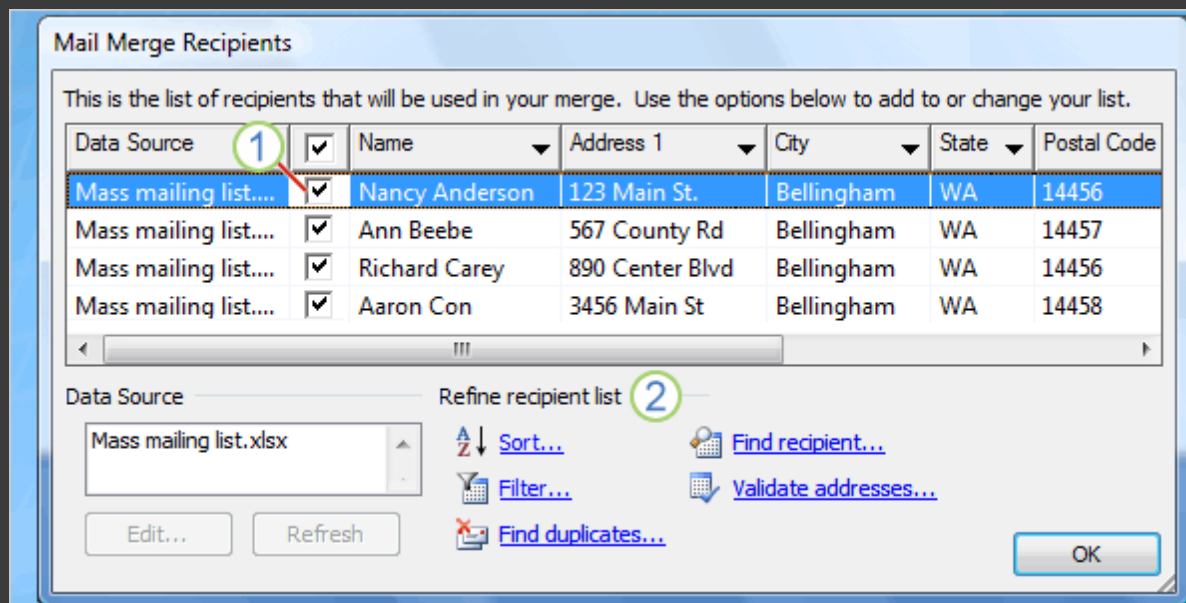 Mail Merge Recipients
This is the list of recipients that will be used in your merge. Use the options below to add to or change your list.
Data Source 1 Name Address 1 City State Postal Code
Mass mailing list.... Nancy Anderson 123 Main St. Bellingham WA 14456
Mass mailing list.... Ann Beebe 567 County Rd Bellingham WA 14457
Mass mailing list.... Richard Carey 890 Center Blvd Bellingham WA 14456
Mass mailing list.... Aaron Con 3456 Main St Bellingham WA 14458
Data Source Refine recipient list 2
Mass mailing list.xlsx Sort... Find recipient...
Filter... Validate addresses...
Edit... Refresh Find duplicates...
OK